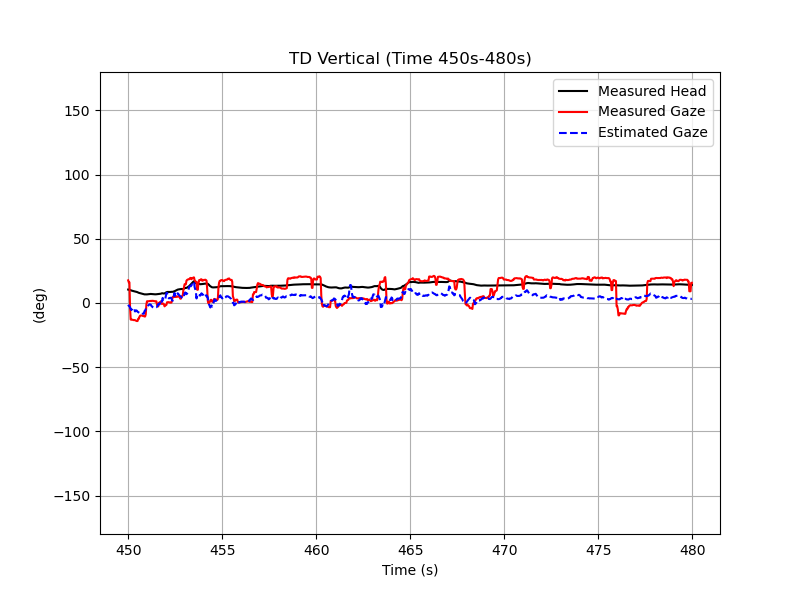 TD Vertical (Time 450s-480s)
Measured Head
Measured Gaze
Estimated Gaze
150
100
50
0
−50
−100
−150
(deg)
450 455 460 465 470 475 480
Time (s)